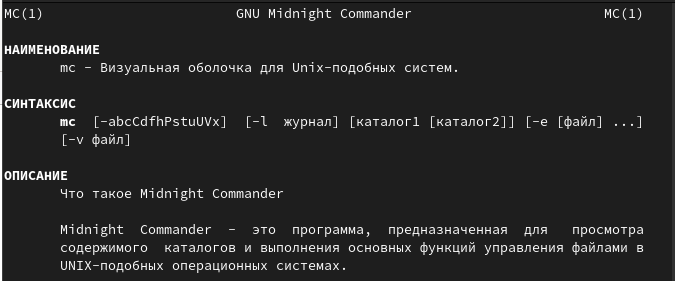 MC(1) GNU Midnight Commander MC(1)
НАИМЕНОВАНИЕ
mc - Визуальная оболочка для Unix-подобных систем.
СИНТАКСИС
mc [-abcCdfhPstuUVx] [-l журнал] [каталог1 [каталог2]] [-e [файл] ...]
[-v файл]
ОПИСАНИЕ
Что такое Midnight Commander
Midnight Commander - это программа, предназначенная для просмотра
содержимого каталогов и выполнения основных функций управления файлами в
UNIX-подобных операционных системах.